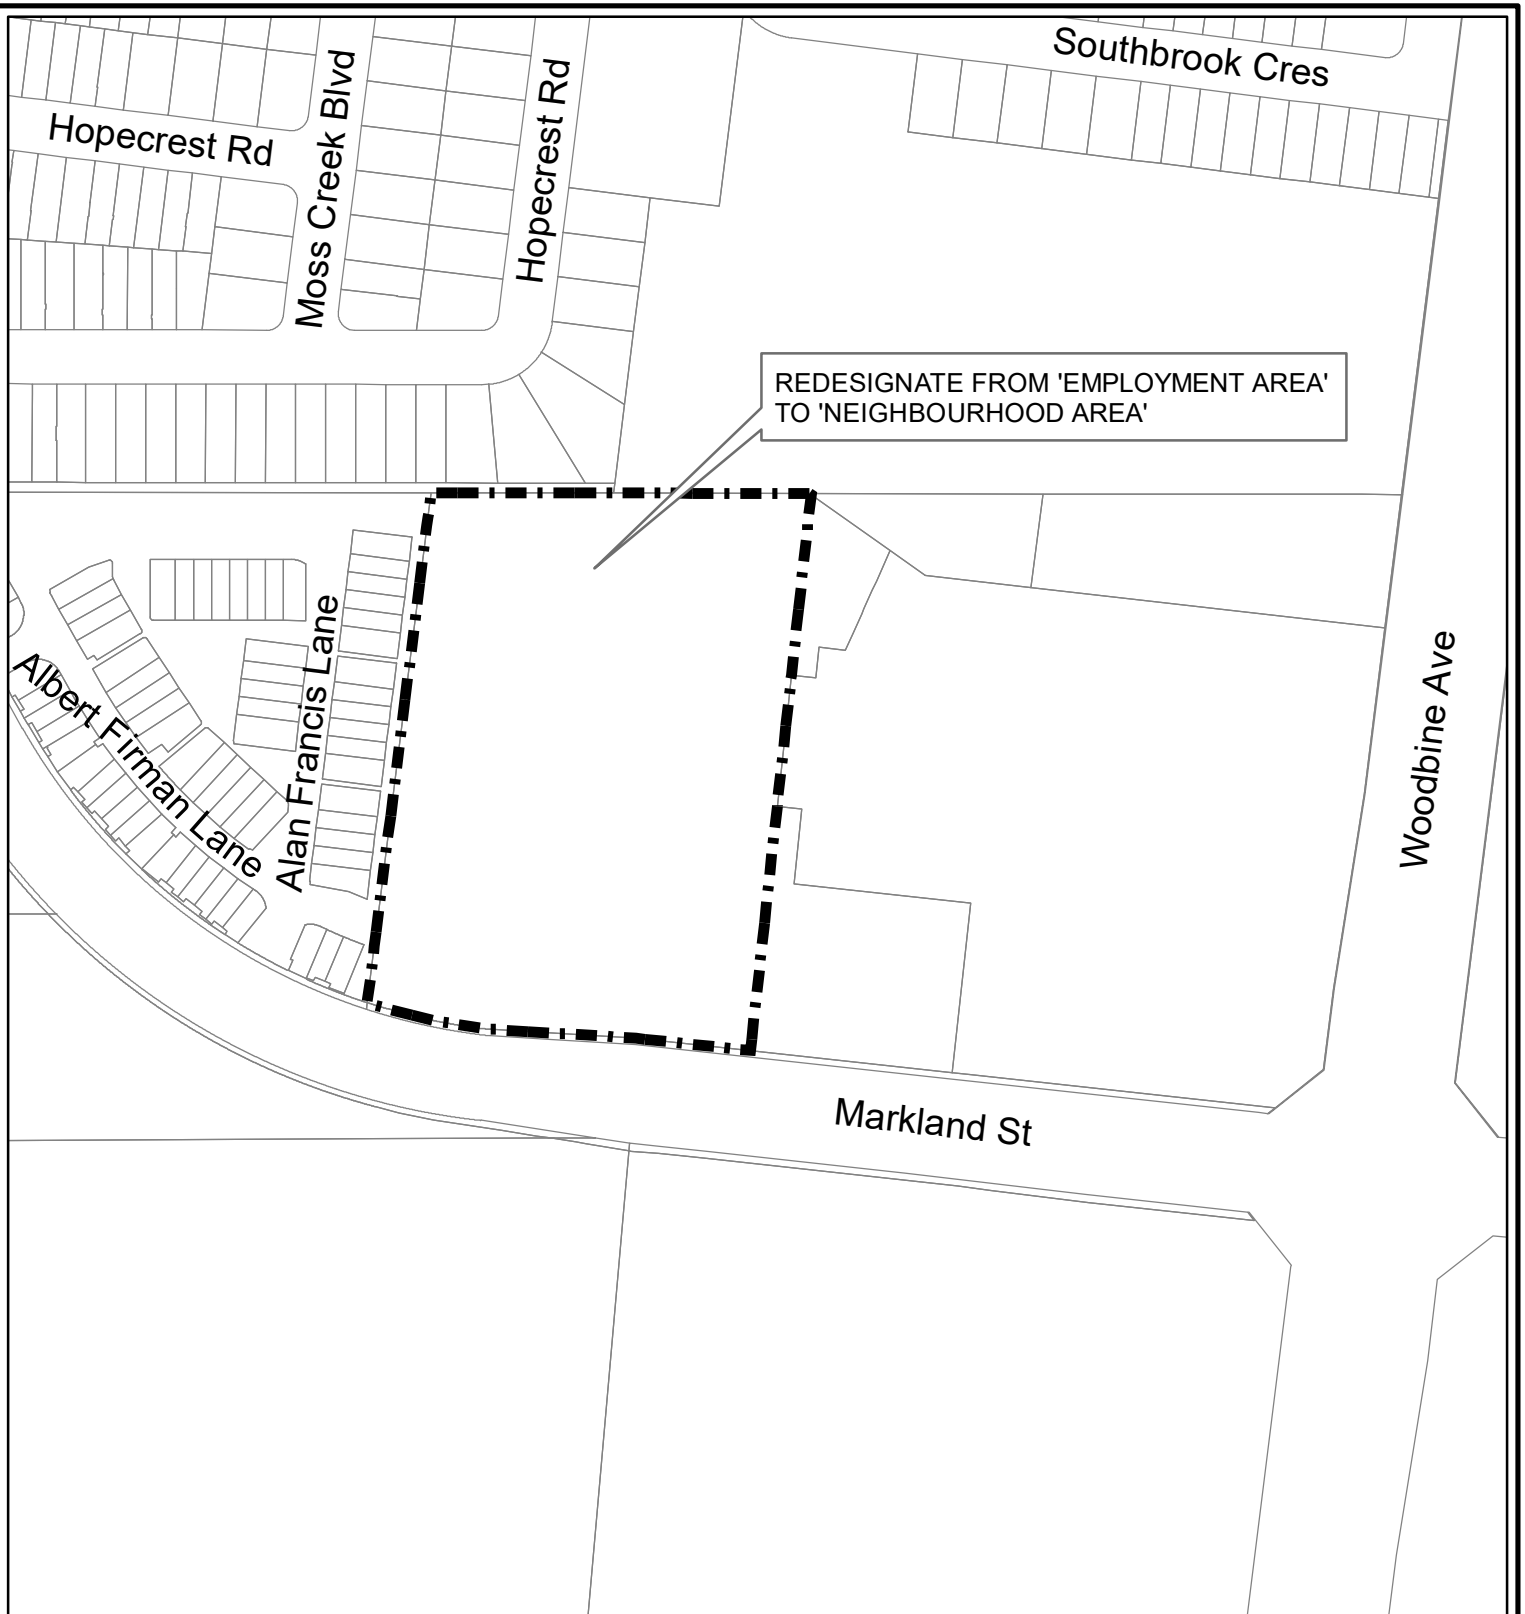 Southbrook Cres
Hopecrest Rd
Moss Creek Blvd
Hopecrest Rd
REDESIGNATE FROM 'EMPLOYMENT AREA'
TO 'NEIGHBOURHOOD AREA'
Albert Firman Lane
Alan Francis Lane
Woodbine Ave
Markland St